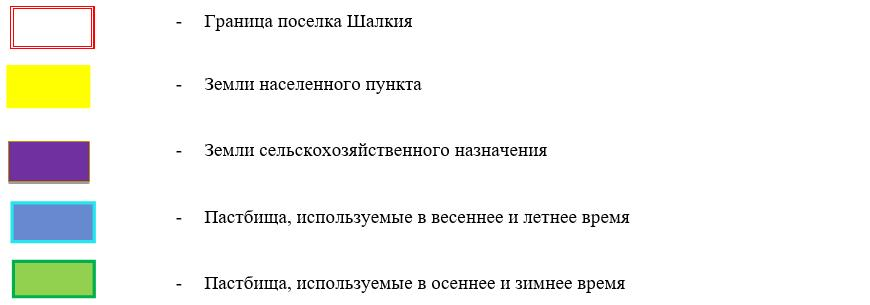 - Граница поселка Шалкия
- Земли населенного пункта
- Земли сельскохозяйственного назначения
- Пастбища, используемые в весеннее и летнее время
- Пастбища, используемые в осеннее и зимнее время